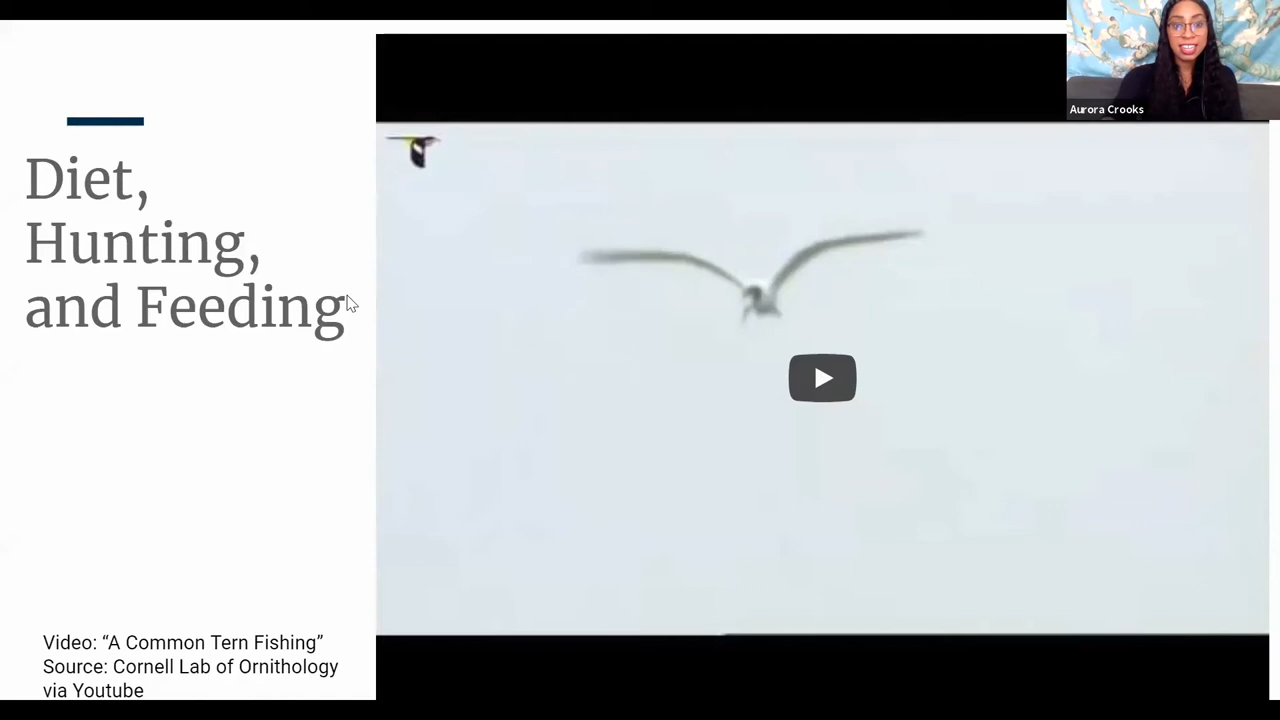 Aurora Crooks
Diet,
Hunting,
and Feeding
Video: “A Common Tern Fishing”
Source: Cornell Lab of Ornithology
via Youtube